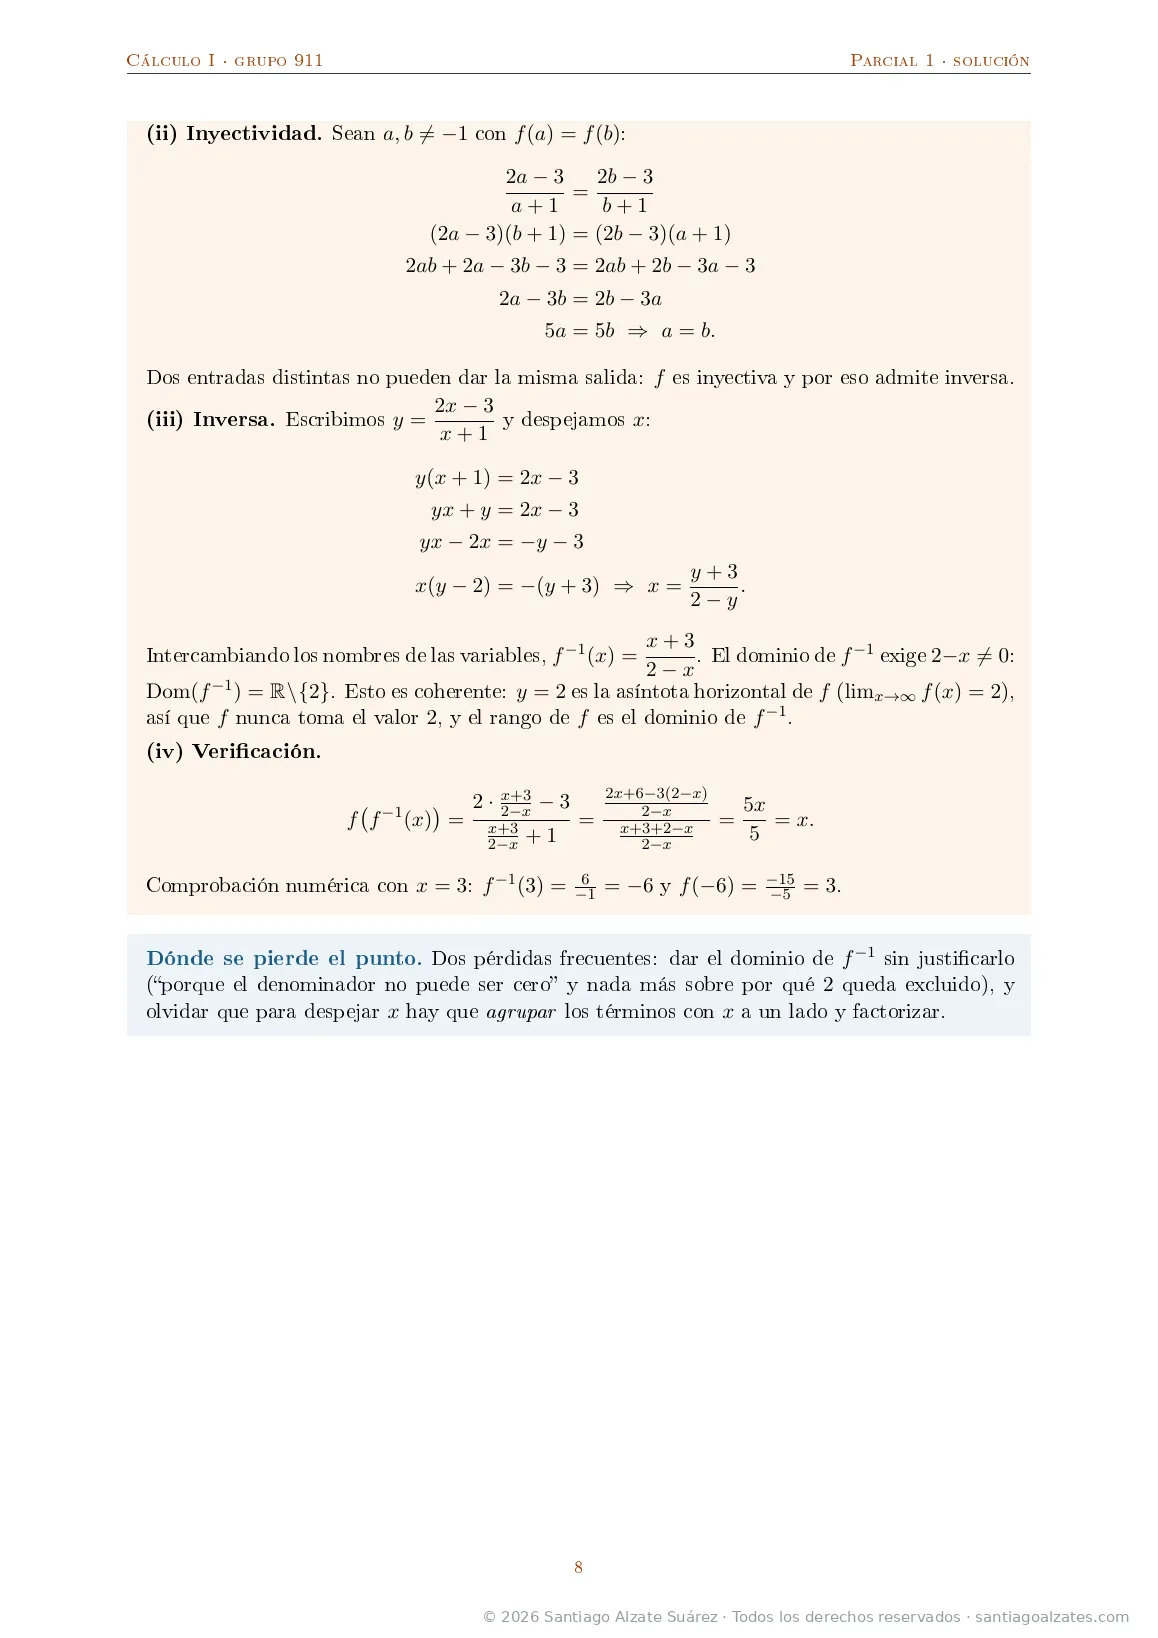 Cálculo I · grupo 911 Parcial 1 · solución
(ii) Inyectividad. Sean a, b ≠ −1 con f(a) = f(b):
(2a − 3)/(a + 1) = (2b − 3)/(b + 1)
(2a − 3)(b + 1) = (2b − 3)(a + 1)
2ab + 2a − 3b − 3 = 2ab + 2b − 3a − 3
2a − 3b = 2b − 3a
5a = 5b ⇒ a = b.
Dos entradas distintas no pueden dar la misma salida: f es inyectiva y por eso admite inversa.
(iii) Inversa. Escribimos y = (2x − 3)/(x + 1) y despejamos x:
y(x + 1) = 2x − 3
yx + y = 2x − 3
yx − 2x = −y − 3
x(y − 2) = −(y + 3) ⇒ x = (y + 3)/(2 − y).
Intercambiando los nombres de las variables, f⁻¹(x) = (x + 3)/(2 − x). El dominio de f⁻¹ exige 2−x ≠ 0:
Dom(f⁻¹) = ℝ\{2}. Esto es coherente: y = 2 es la asíntota horizontal de f (lim x→∞ f(x) = 2),
así que f nunca toma el valor 2, y el rango de f es el dominio de f⁻¹.
(iv) Verificación.
f(f⁻¹(x)) = (2 · (x+3)/(2−x) − 3)/((x+3)/(2−x) + 1) = ((2x+6−3(2−x))/(2−x))/((x+3+2−x)/(2−x)) = 5x/5 = x.
Comprobación numérica con x = 3: f⁻¹(3) = 6/−1 = −6 y f(−6) = −15/−5 = 3.
Dónde se pierde el punto. Dos pérdidas frecuentes: dar el dominio de f⁻¹ sin justificarlo
(“porque el denominador no puede ser cero” y nada más sobre por qué 2 queda excluido), y
olvidar que para despejar x hay que agrupar los términos con x a un lado y factorizar.
8
© 2026 Santiago Alzate Suárez · Todos los derechos reservados · santiagoalzates.com